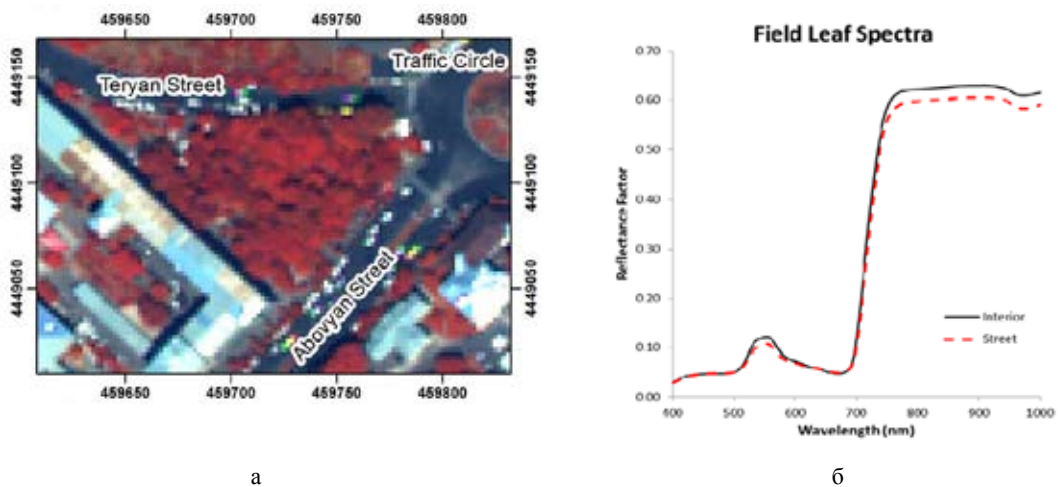 459650 459700 459750 459800
4449150 4449100 4449050
Teryan Street
Traffic Circle
Abovyan Street
4449150 4449100 4449050
459650 459700 459750 459800
а
Field Leaf Spectra
Reflectance Factor
0.70
0.60
0.50
0.40
0.30
0.20
0.10
0.00
Interior
Street
400 500 600 700 800 900 1000
Wavelength (nm)
б